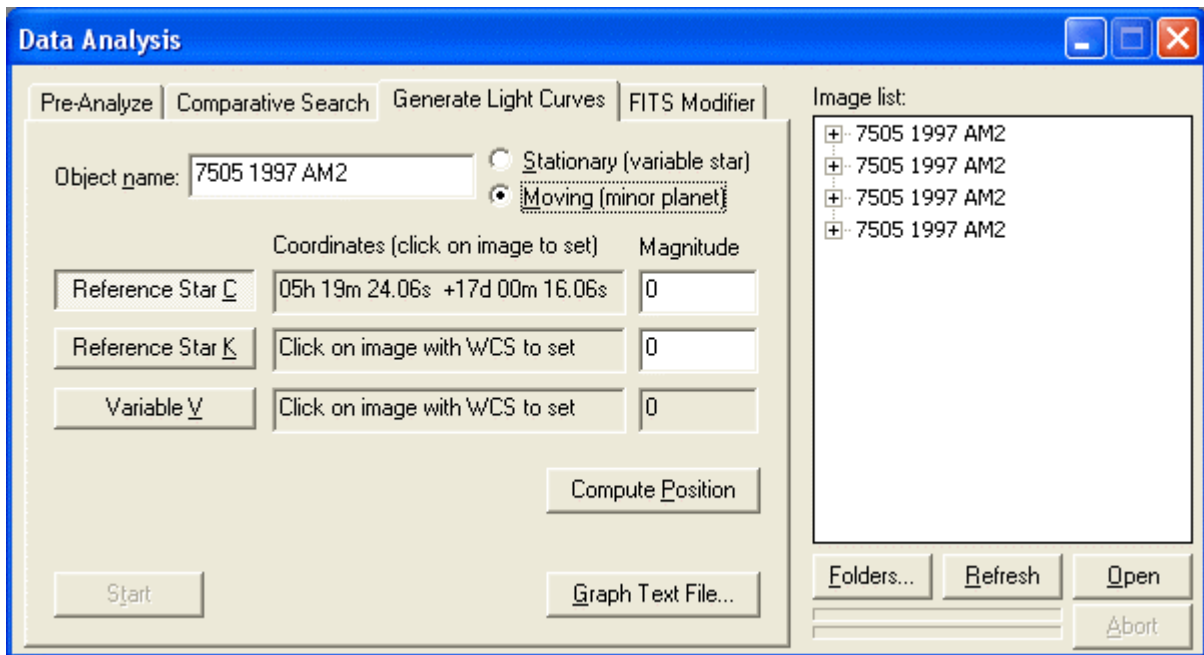 Data Analysis
Pre-Analyze
Comparative Search
Generate Light Curves
FITS Modifier
Object name: 7505 1997 AM2
Stationary (variable star)
Moving (minor planet)
Coordinates (click on image to set) Magnitude
Reference Star C 05h 19m 24.06s +17d 00m 16.06s 0
Reference Star K Click on image with WCS to set 0
Variable V Click on image with WCS to set 0
Compute Position
Start
Graph Text File...
Image list:
7505 1997 AM2
7505 1997 AM2
7505 1997 AM2
7505 1997 AM2
Folders... Refresh Open
Abort